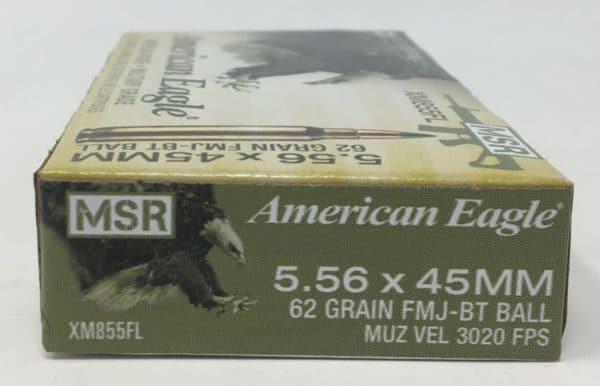 American Eagle®
XM855FL
MSR
5.56 x 45MM
62 GRAIN FMJ-BT BALL
MSR
American Eagle®
5.56 x 45MM
62 GRAIN FMJ-BT BALL
XM855FL
MUZ VEL 3020 FPS